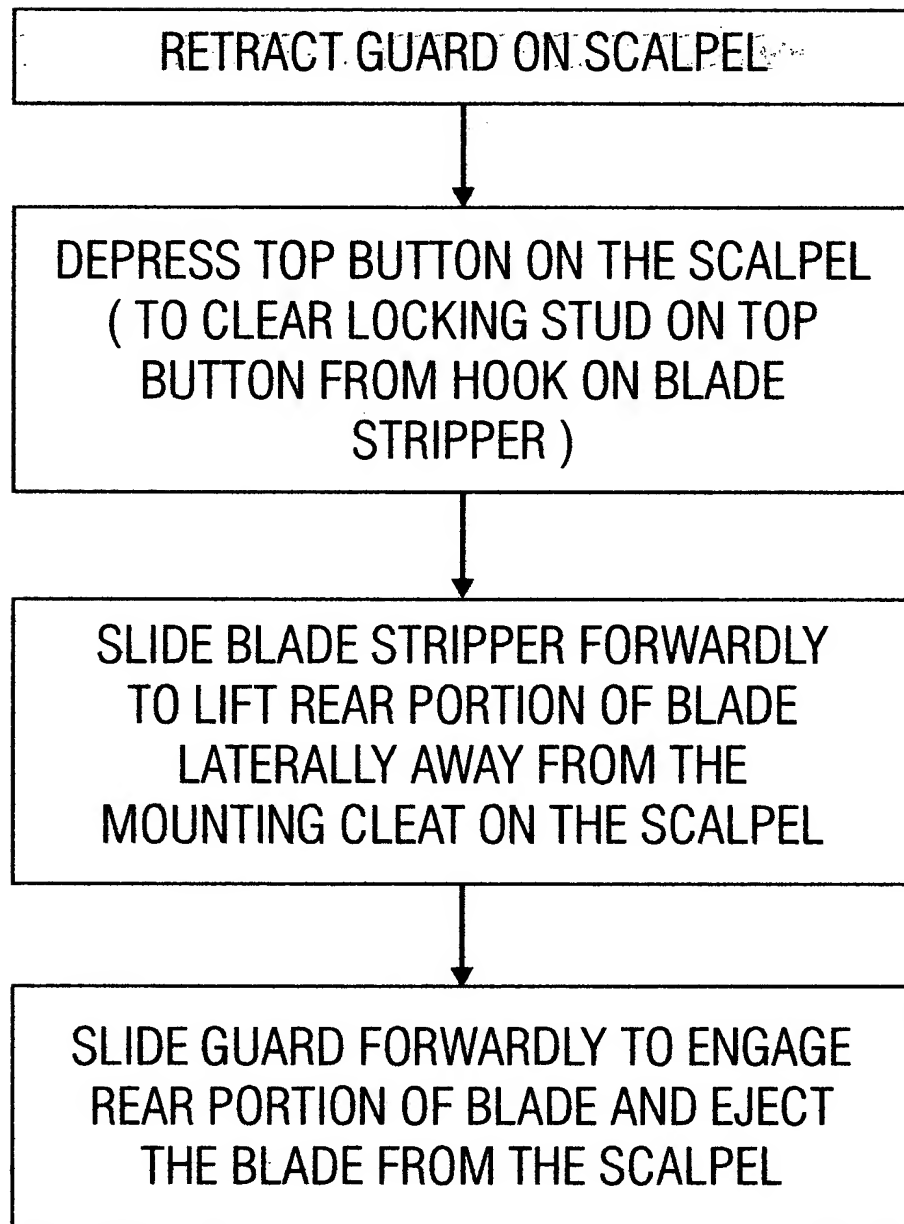 RETRACT GUARD ON SCALPEL
DEPRESS TOP BUTTON ON THE SCALPEL
( TO CLEAR LOCKING STUD ON TOP
BUTTON FROM HOOK ON BLADE
STRIPPER )
SLIDE BLADE STRIPPER FORWARDLY
TO LIFT REAR PORTION OF BLADE
LATERALLY AWAY FROM THE
MOUNTING CLEAT ON THE SCALPEL
SLIDE GUARD FORWARDLY TO ENGAGE
REAR PORTION OF BLADE AND EJECT
THE BLADE FROM THE SCALPEL